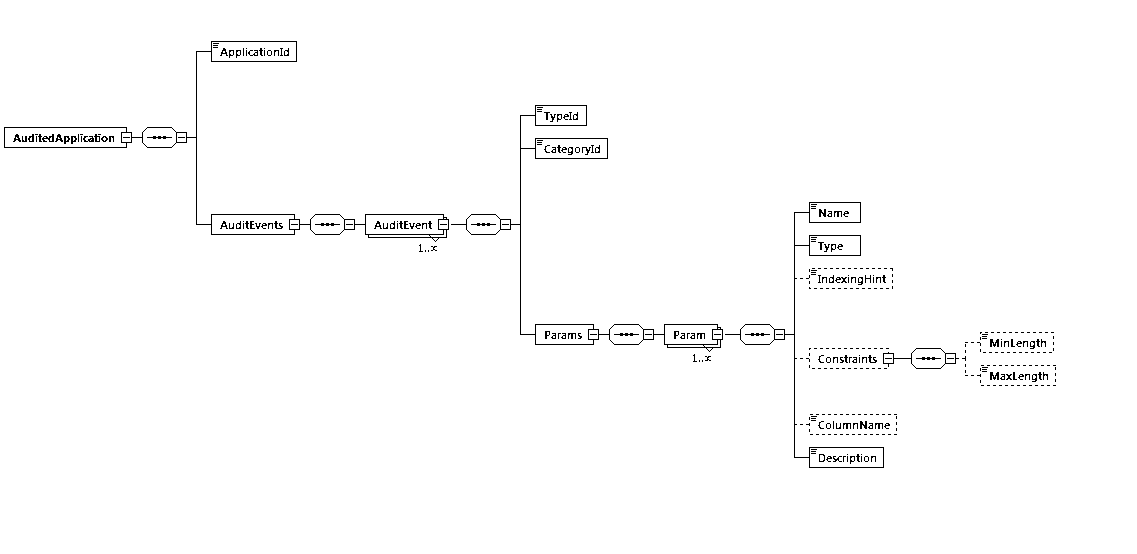 ApplicationId
AuditedApplication
TypeId
CategoryId
AuditEvents
AuditEvent
1..x
Name
Type
IndexingHint
Params
Param
1..x
Constraints
MinLength
MaxLength
ColumnName
Description